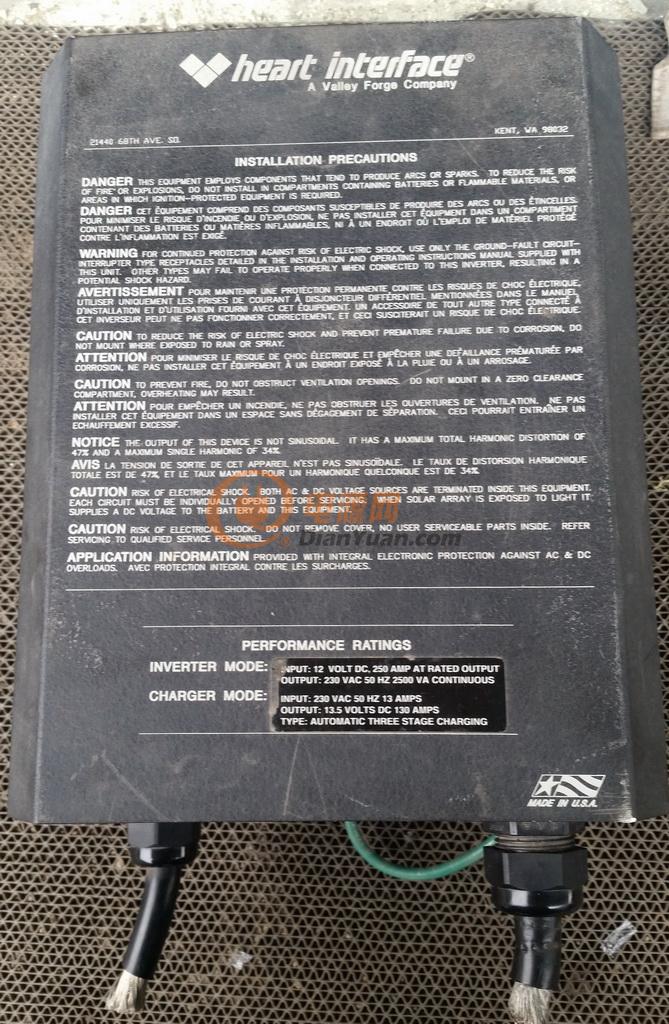 heart interface®
A Valley Forge Company
21440 68TH AVE. SO.
KENT, WA 98032
INSTALLATION PRECAUTIONS
DANGER THIS EQUIPMENT EMPLOYS COMPONENTS THAT TEND TO PRODUCE ARCS OR SPARKS. TO REDUCE THE RISK
OF FIRE OR EXPLOSIONS, DO NOT INSTALL IN COMPARTMENTS CONTAINING BATTERIES OR FLAMMABLE MATERIALS, OR
AREAS IN WHICH IGNITION-PROTECTED EQUIPMENT IS REQUIRED.
DANGER CET ÉQUIPEMENT COMPREND DES COMPOSANTS SUSCEPTIBLES DE PRODUIRE DES ARCS OU DES ÉTINCELLES.
POUR MINIMISER LE RISQUE D'INCENDIE OU D'EXPLOSION, NE PAS INSTALLER CET ÉQUIPEMENT DANS UN COMPARTIMENT
CONTENANT DES BATTERIES OU MATIÈRES INFLAMMABLES, NI À UN ENDROIT OÙ L'EMPLOI DE MATÉRIEL PROTÉGÉ
CONTRE L'INFLAMMATION EST EXIGÉ.
WARNING FOR CONTINUED PROTECTION AGAINST RISK OF ELECTRIC SHOCK, USE ONLY THE GROUND-FAULT CIRCUIT-
INTERRUPTER TYPE RECEPTACLES DETAILED IN THE INSTALLATION AND OPERATING INSTRUCTIONS MANUAL SUPPLIED WITH
THIS UNIT. OTHER TYPES MAY FAIL TO OPERATE PROPERLY WHEN CONNECTED TO THIS INVERTER, RESULTING IN A
POTENTIAL SHOCK HAZARD.
AVERTISSEMENT POUR MAINTENIR UNE PROTECTION PERMANENTE CONTRE LES RISQUES DE CHOC ÉLECTRIQUE,
UTILISER UNIQUEMENT LES PRISES DE COURANT À DISJONCTEUR DIFFÉRENTIEL MENTIONNÉES DANS LE MANUEL
D'INSTALLATION ET D'UTILISATION FOURNI AVEC CET ÉQUIPEMENT. UN ACCESSOIRE DE TOUT AUTRE TYPE CONNECTÉ À
CET INVERSEUR PEUT NE PAS FONCTIONNER CORRECTEMENT, ET CECI SUSCITERAIT UN RISQUE DE CHOC ÉLECTRIQUE.
CAUTION TO REDUCE THE RISK OF ELECTRIC SHOCK AND PREVENT PREMATURE FAILURE DUE TO CORROSION, DO
NOT MOUNT WHERE EXPOSED TO RAIN OR SPRAY.
ATTENTION POUR MINIMISER LE RISQUE DE CHOC ÉLECTRIQUE ET EMPÊCHER UNE DEFAILLANCE PRÉMATURÉE PAR
CORROSION, NE PAS INSTALLER CET ÉQUIPEMENT À UN ENDROIT EXPOSÉ À LA PLUIE OU À UN ARROSAGE.
CAUTION TO PREVENT FIRE, DO NOT OBSTRUCT VENTILATION OPENINGS. DO NOT MOUNT IN A ZERO CLEARANCE
COMPARTMENT, OVERHEATING MAY RESULT.
ATTENTION POUR EMPÊCHER UN INCENDIE, NE PAS OBSTRUER LES OUVERTURES DE VENTILATION. NE PAS
INSTALLER CET ÉQUIPEMENT DANS UN ESPACE SANS DÉGAGEMENT DE SÉPARATION. CECI POURRAIT ENTRAÎNER UN
ECHAUFFEMENT EXCESSIF.
NOTICE THE OUTPUT OF THIS DEVICE IS NOT SINUSOIDAL. IT HAS A MAXIMUM TOTAL HARMONIC DISTORTION OF
47% AND A MAXIMUM SINGLE HARMONIC OF 34%.
AVIS LA TENSION DE SORTIE DE CET APPAREIL N'EST PAS SINUSOÏDALE. LE TAUX DE DISTORSION HARMONIQUE
TOTALE EST DE 47%, ET LE TAUX MAXIMUM POUR UN HARMONIQUE QUELCONQUE EST DE 34%.
CAUTION RISK OF ELECTRICAL SHOCK. BOTH AC & DC VOLTAGE SOURCES ARE TERMINATED INSIDE THIS EQUIPMENT.
EACH CIRCUIT MUST BE INDIVIDUALLY OPENED BEFORE SERVICING. WHEN SOLAR ARRAY IS EXPOSED TO LIGHT IT
SUPPLIES A DC VOLTAGE TO THE BATTERY AND THIS EQUIPMENT.
CAUTION RISK OF ELECTRICAL SHOCK. DO NOT REMOVE COVER, NO USER SERVICEABLE PARTS INSIDE. REFER
SERVICING TO QUALIFIED SERVICE PERSONNEL.
电源网
DianYuan.com
APPLICATION INFORMATION PROVIDED WITH INTEGRAL ELECTRONIC PROTECTION AGAINST AC & DC
OVERLOADS. AVEC PROTECTION INTEGRAL CONTRE LES SURCHARGES.
PERFORMANCE RATINGS
INVERTER MODE: INPUT: 12 VOLT DC, 250 AMP AT RATED OUTPUT
OUTPUT: 230 VAC 50 HZ 2500 VA CONTINUOUS
CHARGER MODE: INPUT: 230 VAC 50 HZ 13 AMPS
OUTPUT: 13.5 VOLTS DC 130 AMPS
TYPE: AUTOMATIC THREE STAGE CHARGING
MADE IN U.S.A.